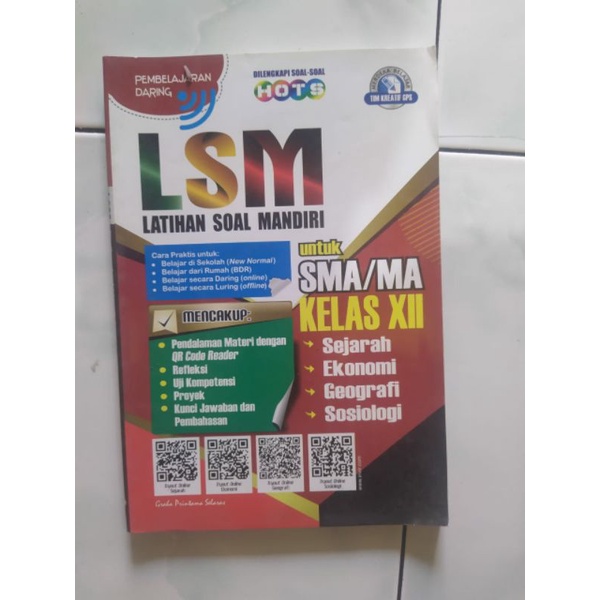 PEMBELAJARAN
DARING
DILENGKAPI SOAL-SOAL
HOTS
TIM KREATIF GPS
LSM
LATIHAN SOAL MANDIRI
Cara Praktis untuk:
• Belajar di Sekolah (New Normal)
• Belajar dari Rumah (BDR)
• Belajar secara Daring (online)
• Belajar secara Luring (offline)
untuk
SMA/MA
KELAS XII
MENCAKUP:
• Pendalaman Materi dengan
QR Code Reader
• Refleksi
• Uji Kompetensi
• Proyek
• Kunci Jawaban dan
Pembahasan
Sejarah
Ekonomi
Geografi
Sosiologi
Grada Printama Selaras